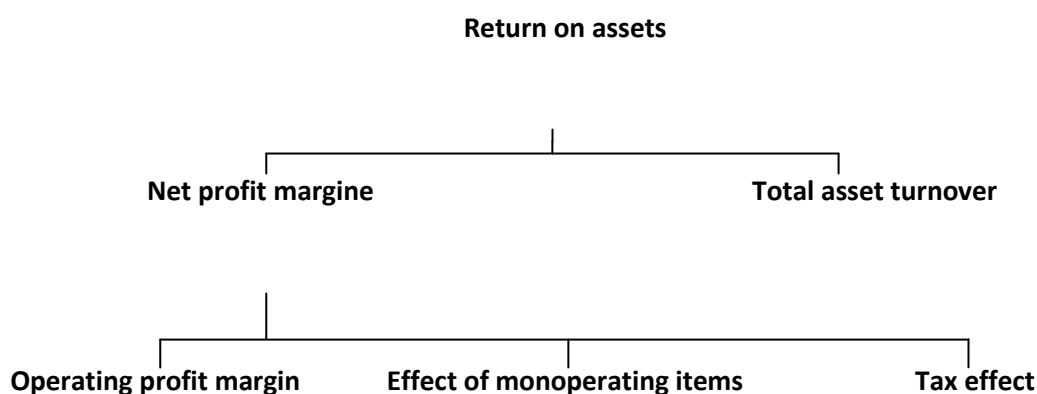 Return on assets
Net profit margine
Total asset turnover
Operating profit margin
Effect of monoperating items
Tax effect